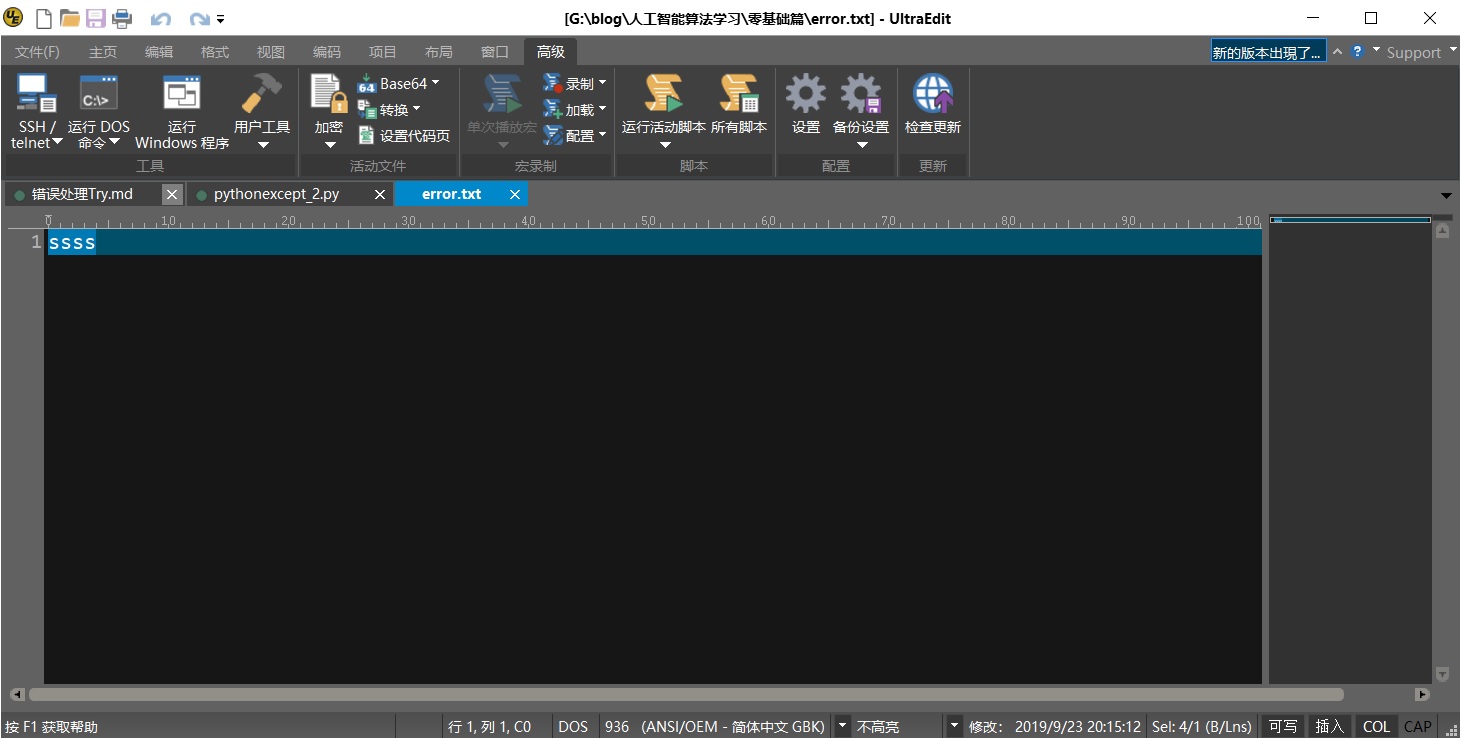 [G:\blog\人工智能算法学习\零基础篇\error.txt] - UltraEdit
文件(F) 主页 编辑 格式 视图 编码 项目 布局 窗口 高级 新的版本出現了... Support
SSH / telnet
运行 DOS 命令
运行 Windows 程序
用户工具
工具
加密
Base64
转换
设置代码页
活动文件
单次播放宏
录制
加载
配置
宏录制
运行活动脚本
所有脚本
脚本
设置
备份设置
配置
检查更新
更新
错误处理Try.md pythonexcept_2.py error.txt
0 10 20 30 40 50 60 70 80 90 100
1 ssss
按 F1 获取帮助 行 1, 列 1, C0 DOS 936 (ANSI/OEM - 简体中文 GBK) 不高亮 修改: 2019/9/23 20:15:12 Sel: 4/1 (B/Lns) 可写 插入 COL CAP